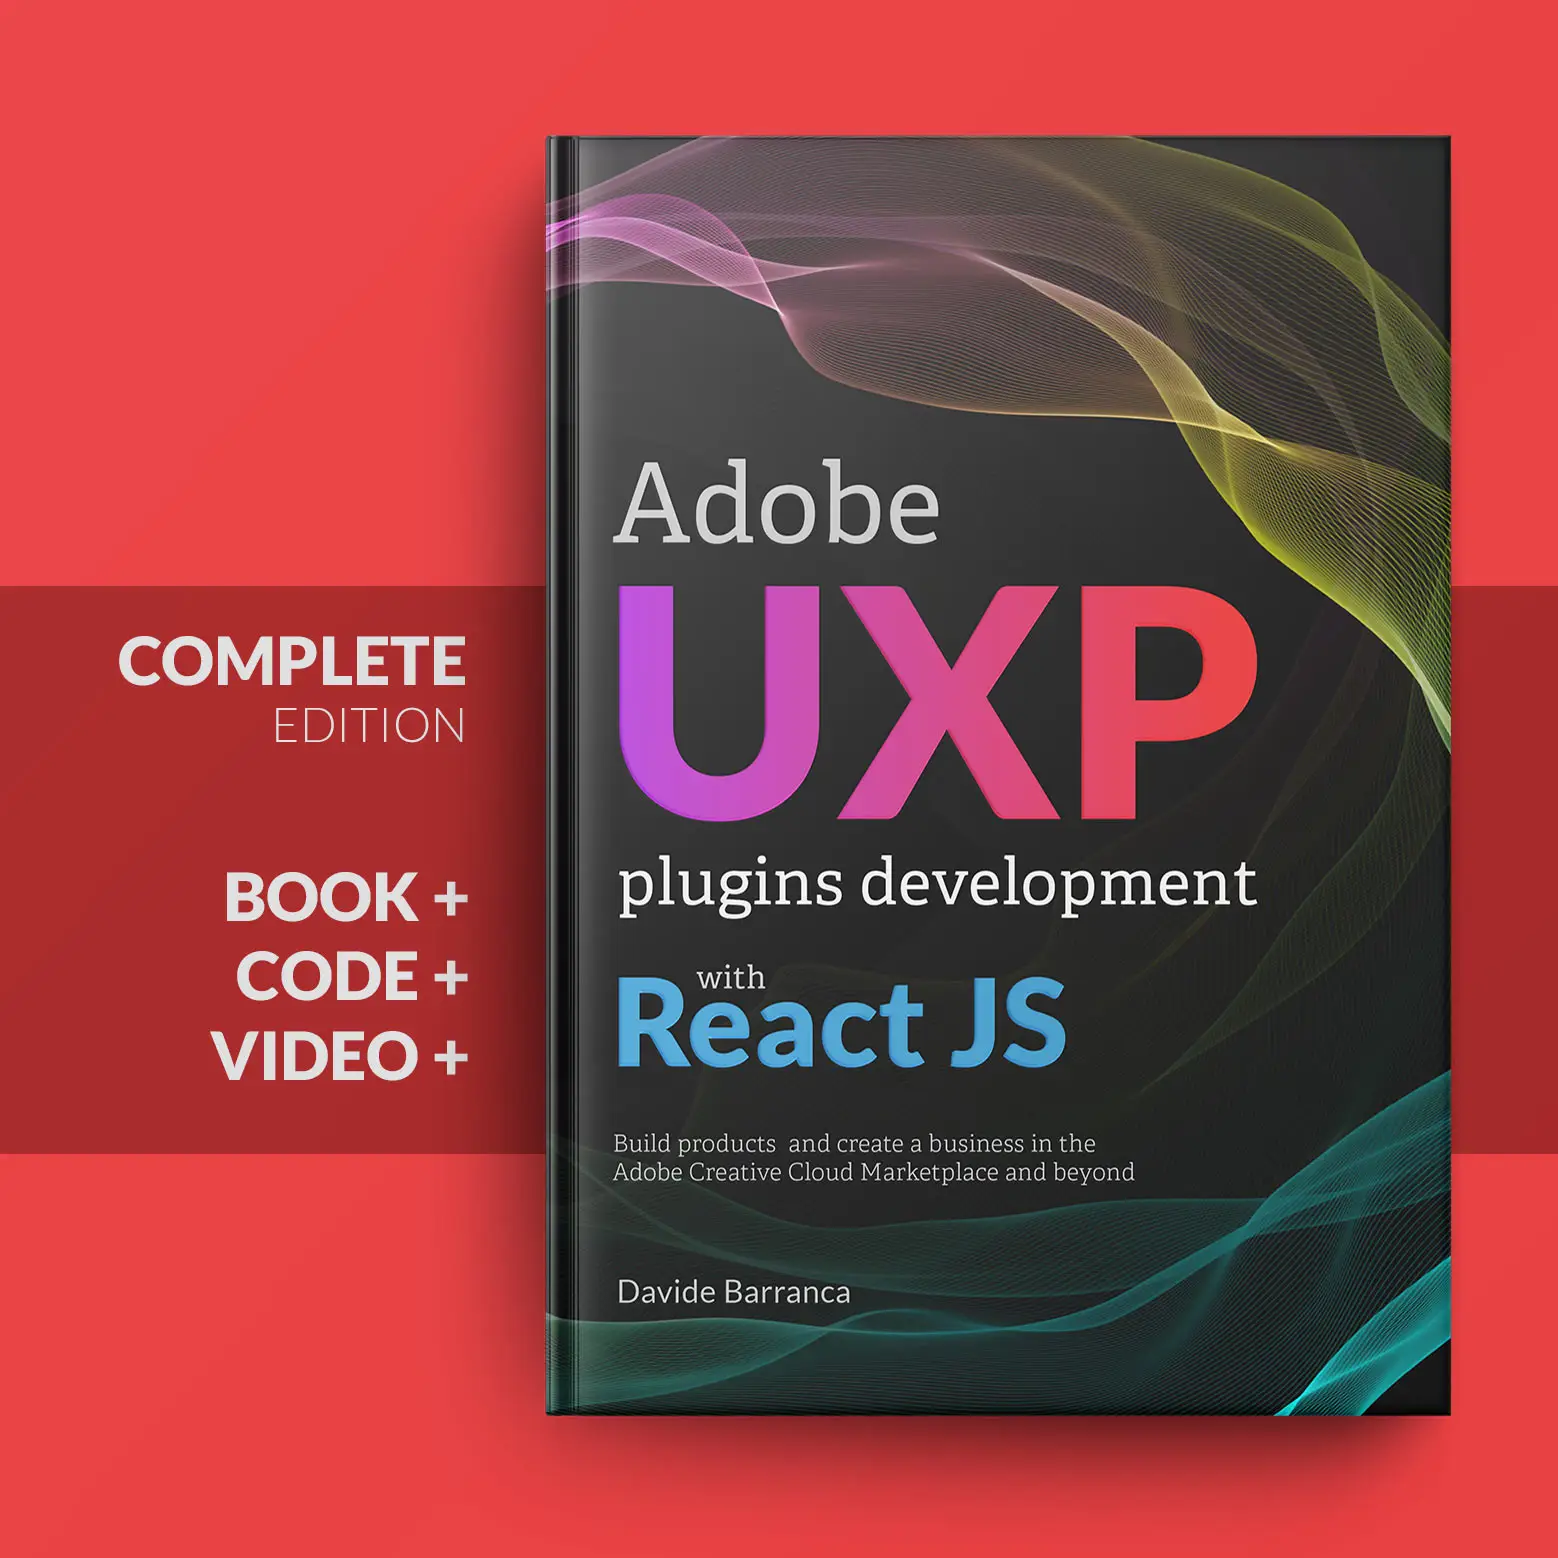 COMPLETE
EDITION
BOOK +
CODE +
VIDEO +
Adobe
UXP
plugins development
with
React JS
Build products  and create a business in the
Adobe Creative Cloud Marketplace and beyond
Davide Barranca